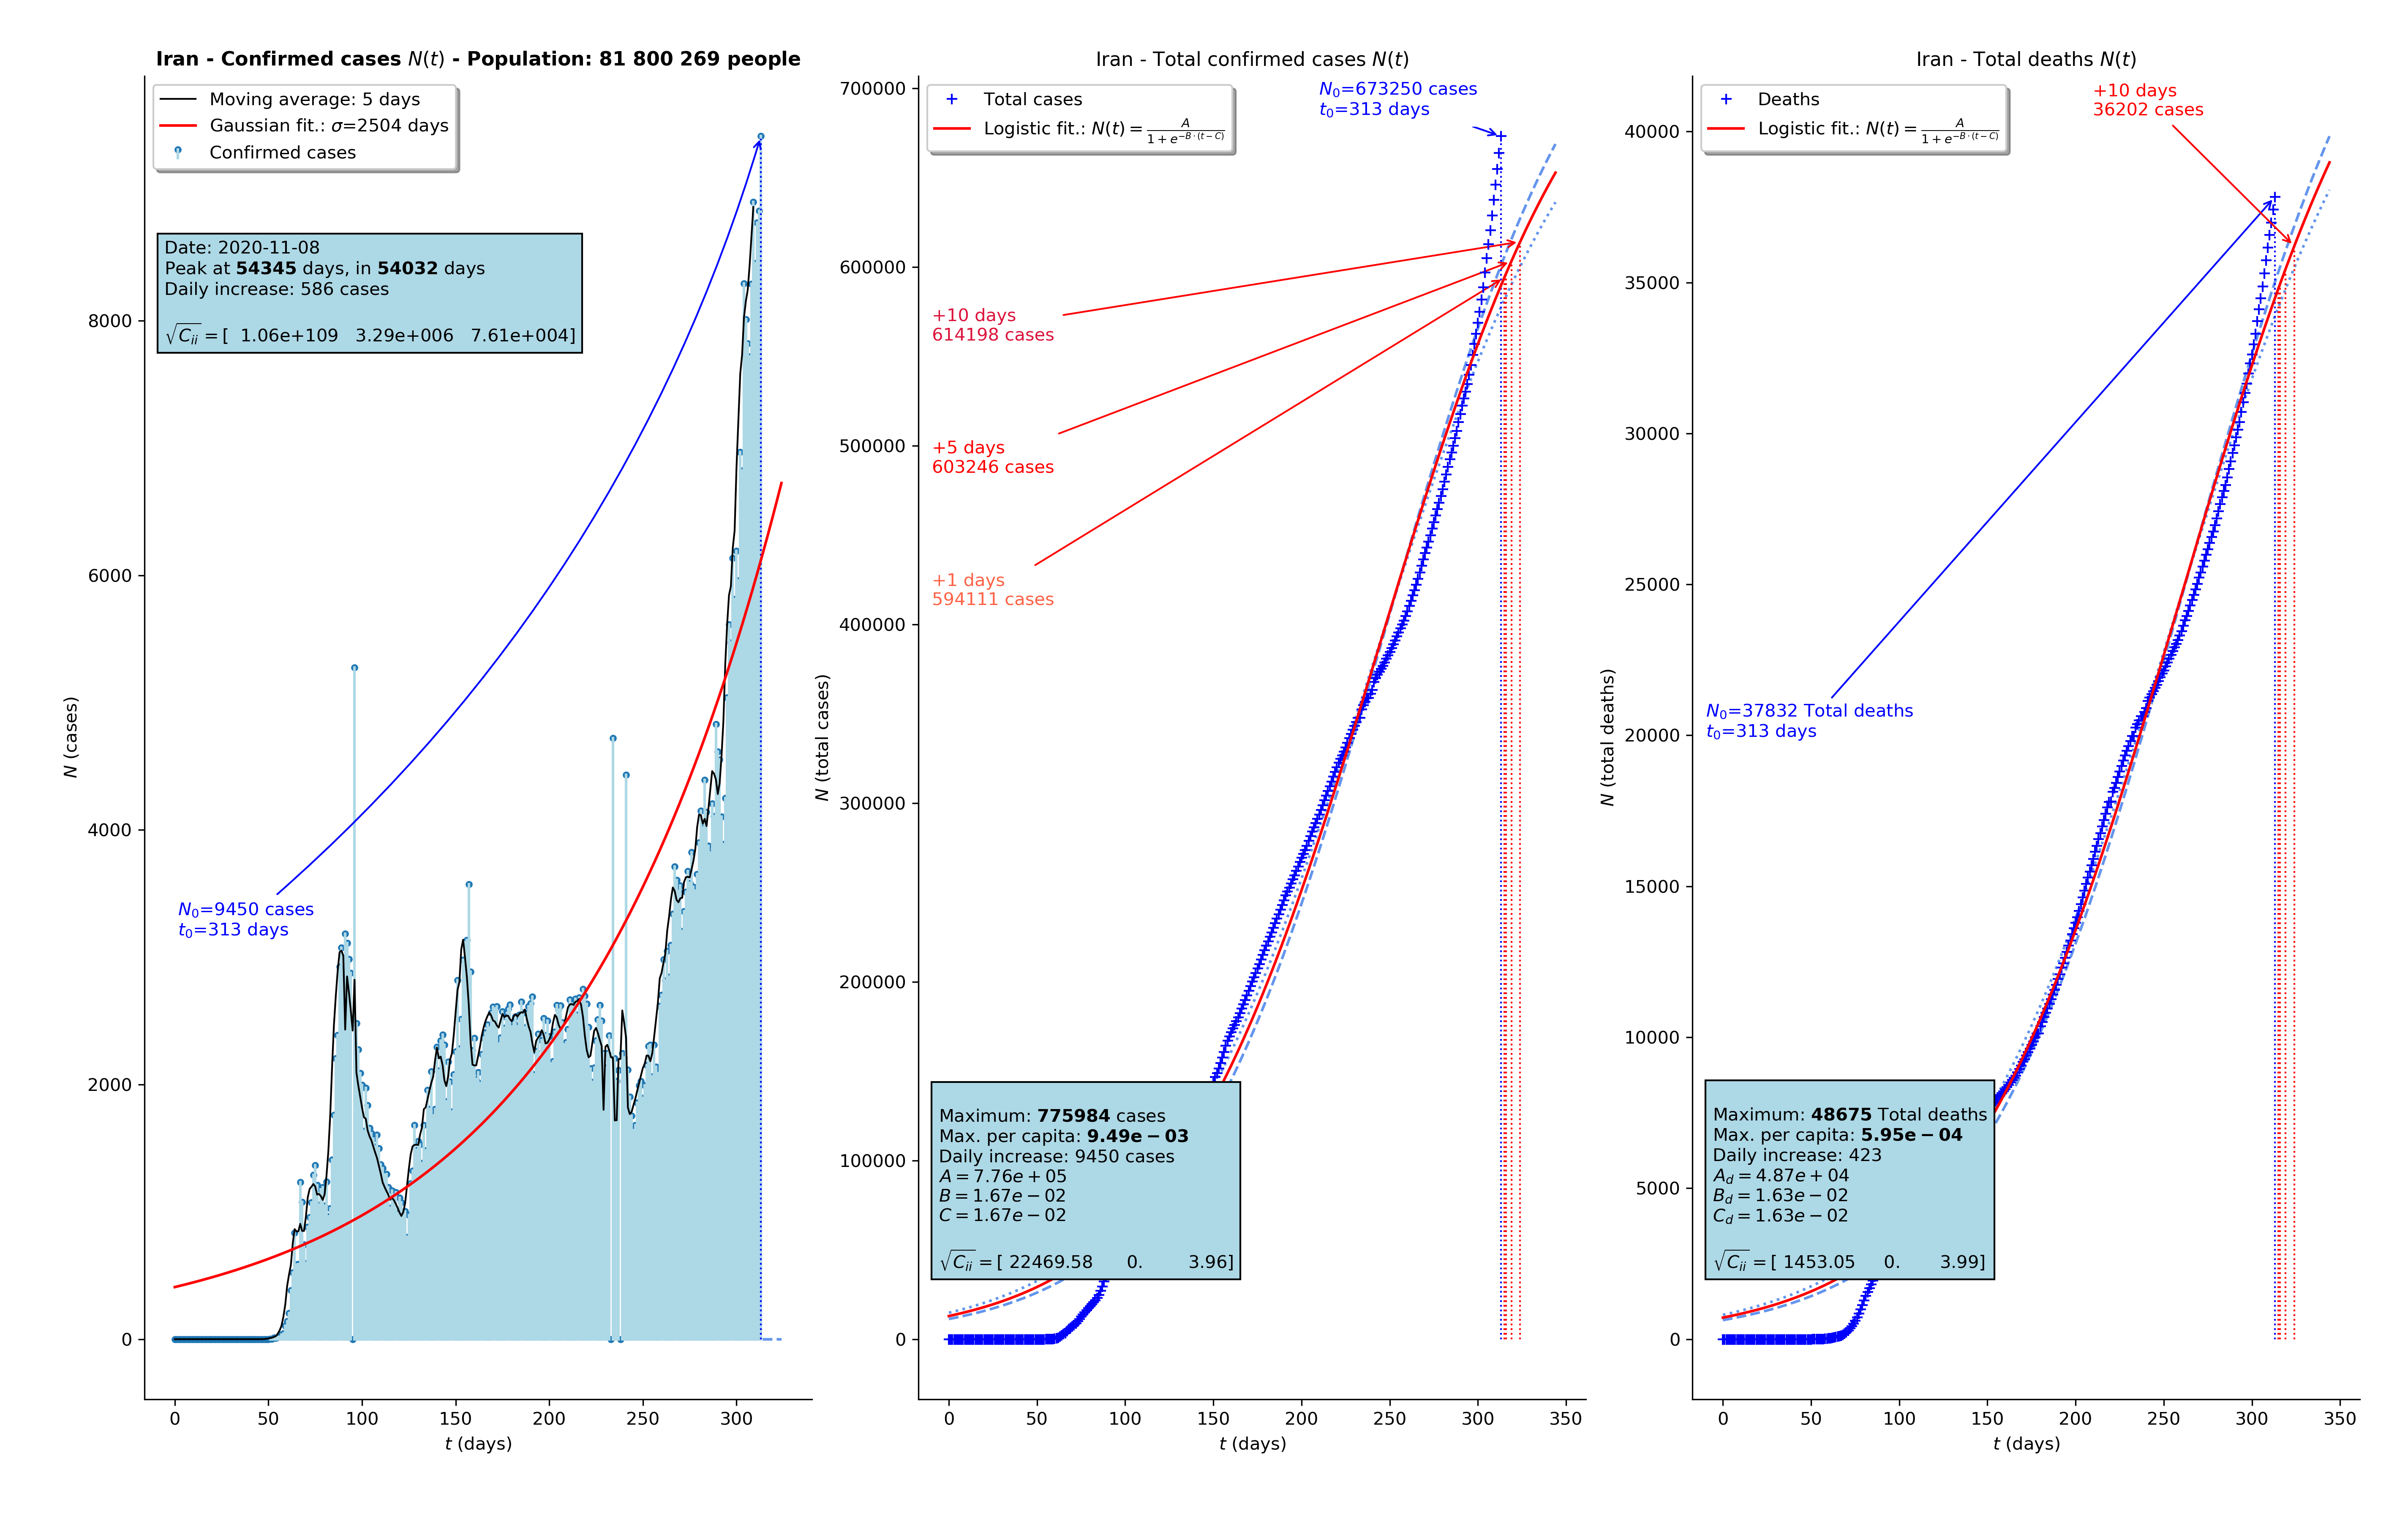 Iran - Confirmed cases N(t) - Population: 81 800 269 people
Moving average: 5 days
Gaussian fit.: σ=2504 days
Confirmed cases
Date: 2020-11-08
Peak at 54345 days, in 54032 days
Daily increase: 586 cases
√C_ii = [ 1.06e+109 3.29e+006 7.61e+004]
N₀=9450 cases
t₀=313 days
N (cases)
8000
6000
4000
2000
0
0 50 100 150 200 250 300
t (days)
Iran - Total confirmed cases N(t)
Total cases
Logistic fit.: N(t) = A / (1 + e^{-B·(t-C)})
N₀=673250 cases
t₀=313 days
+10 days
614198 cases
+5 days
603246 cases
+1 days
594111 cases
N (total cases)
700000
600000
500000
400000
300000
200000
100000
0
Maximum: 775984 cases
Max. per capita: 9.49e − 03
Daily increase: 9450 cases
A = 7.76e + 05
B = 1.67e − 02
C = 1.67e − 02
√C_ii = [ 22469.58 0. 3.96]
0 50 100 150 200 250 300 350
t (days)
Iran - Total deaths N(t)
Deaths
Logistic fit.: N(t) = A / (1 + e^{-B·(t-C)})
+10 days
36202 cases
N₀=37832 Total deaths
t₀=313 days
N (total deaths)
40000
35000
30000
25000
20000
15000
10000
5000
0
Maximum: 48675 Total deaths
Max. per capita: 5.95e − 04
Daily increase: 423
A_d = 4.87e + 04
B_d = 1.63e − 02
C_d = 1.63e − 02
√C_ii = [ 1453.05 0. 3.99]
0 50 100 150 200 250 300 350
t (days)